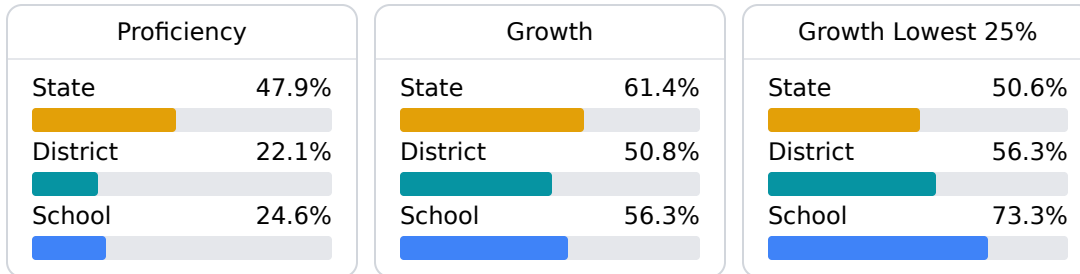 Proficiency
State 47.9%
District 22.1%
School 24.6%
Growth
State 61.4%
District 50.8%
School 56.3%
Growth Lowest 25%
State 50.6%
District 56.3%
School 73.3%